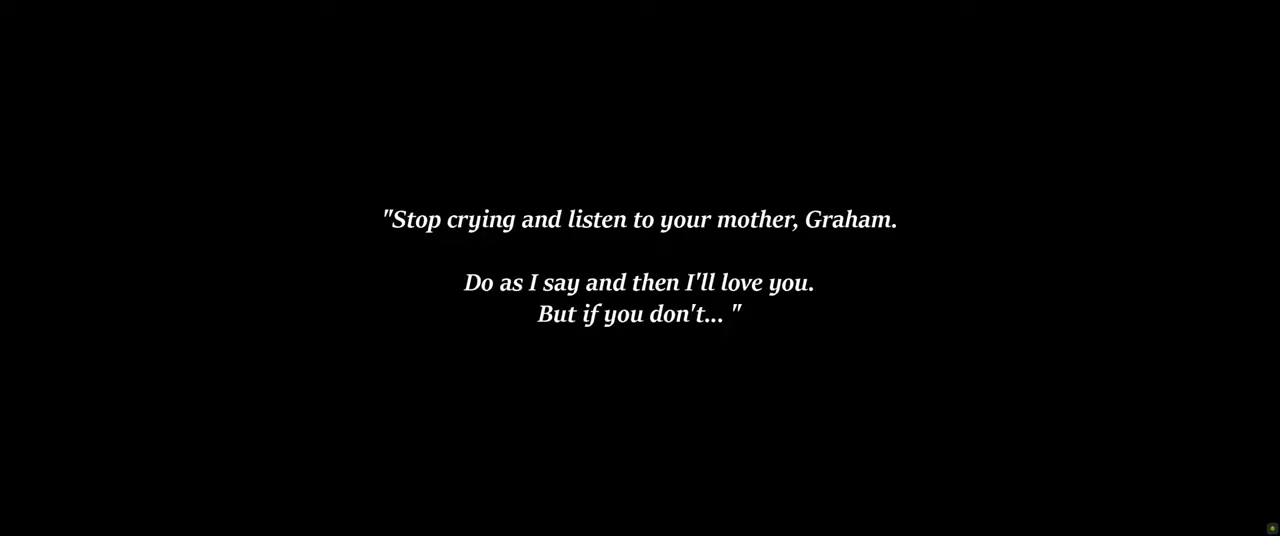 "Stop crying and listen to your mother, Graham.
Do as I say and then I'll love you.
But if you don't... "